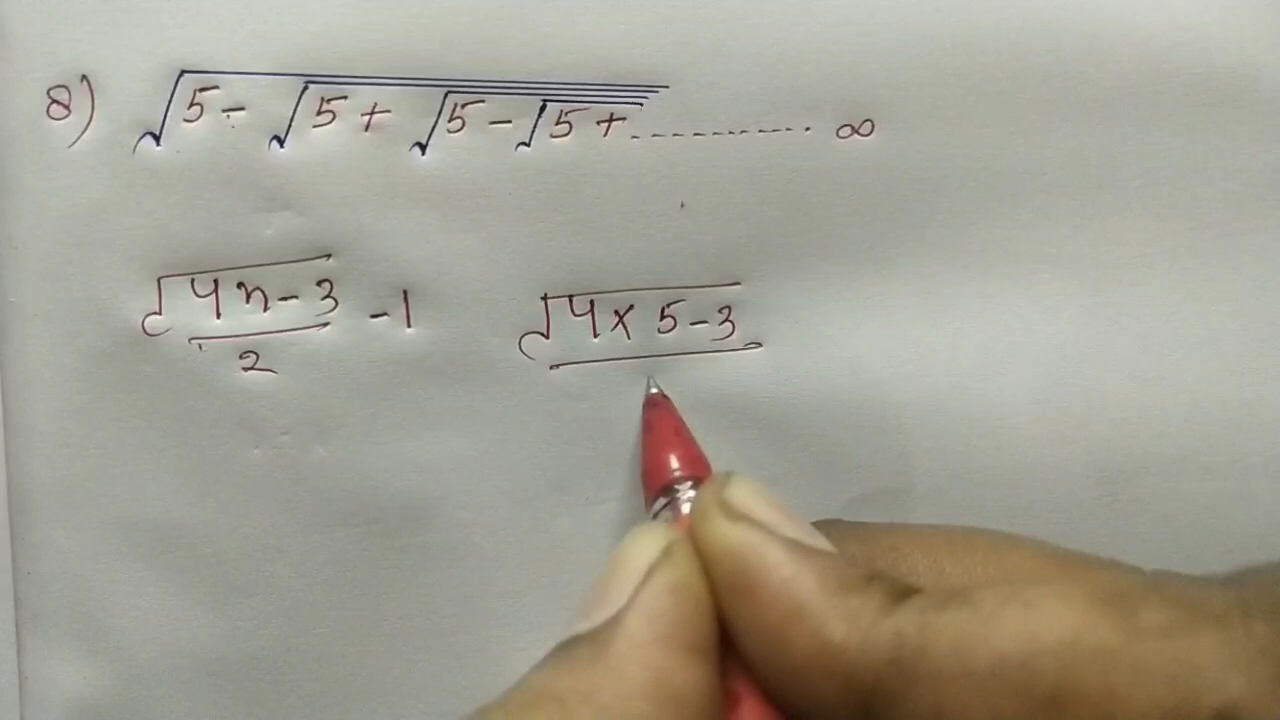 8) √5-√5+√5-√5+.......... ∞
√4n-3/2 -1 √4×5-3